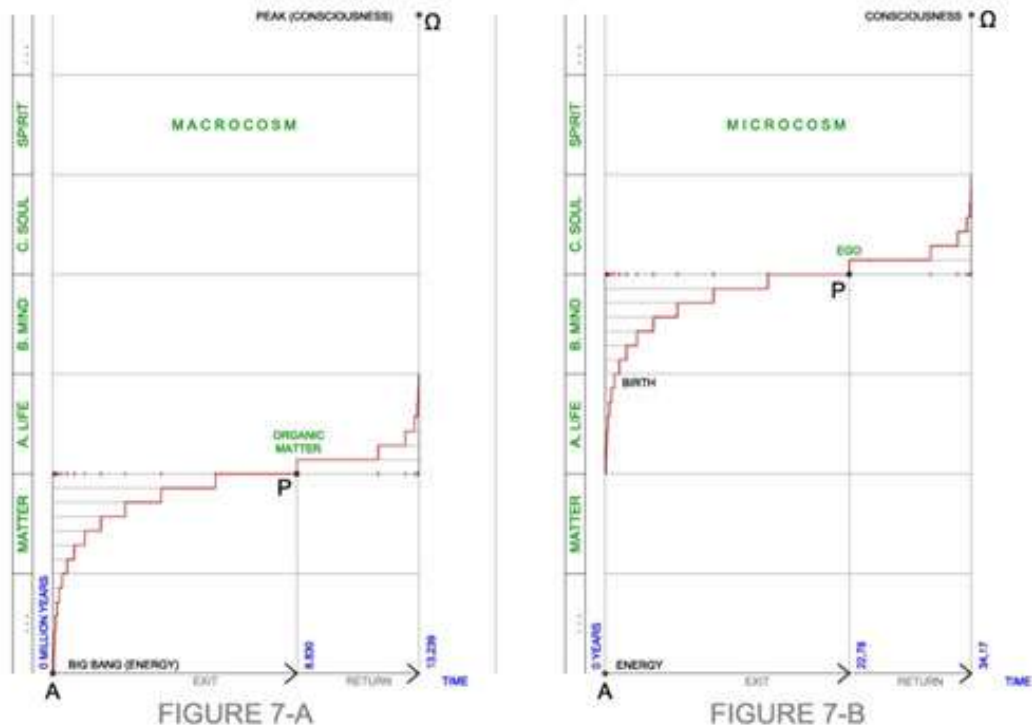 PEAK (CONSCIOUSNESS)
Ω
MACROCOSM
SPIRIT
C. SOUL
B. MIND
A. LIFE
MATTER
ORGANIC
MATTER
P
0 MILLION YEARS
BIG BANG (ENERGY)
A
EXIT
RETURN
TIME
13,239
FIGURE 7-A
CONSCIOUSNESS
Ω
MICROCOSM
SPIRIT
C. SOUL
B. MIND
A. LIFE
MATTER
EGO
P
BIRTH
0 YEARS
ENERGY
A
EXIT
22,78
RETURN
34,17
TIME
FIGURE 7-B